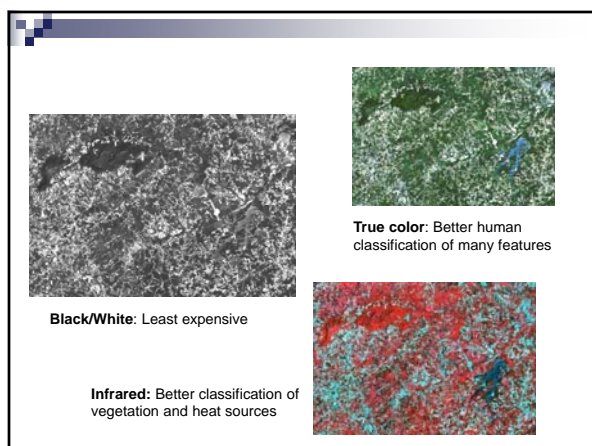 True color: Better human
classification of many features
Black/White: Least expensive
Infrared: Better classification of
vegetation and heat sources